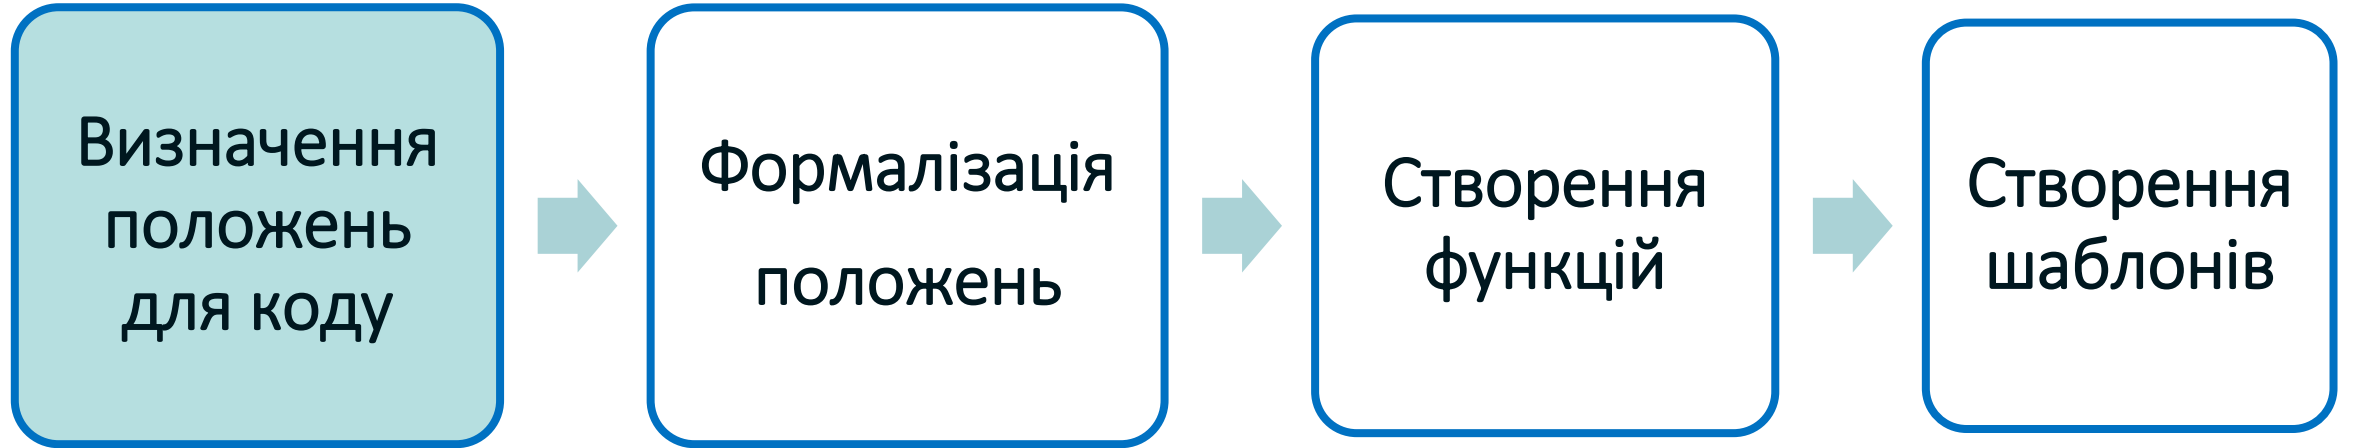 Визначення
положень
для коду
Формалізація
положень
Створення
функцій
Створення
шаблонів